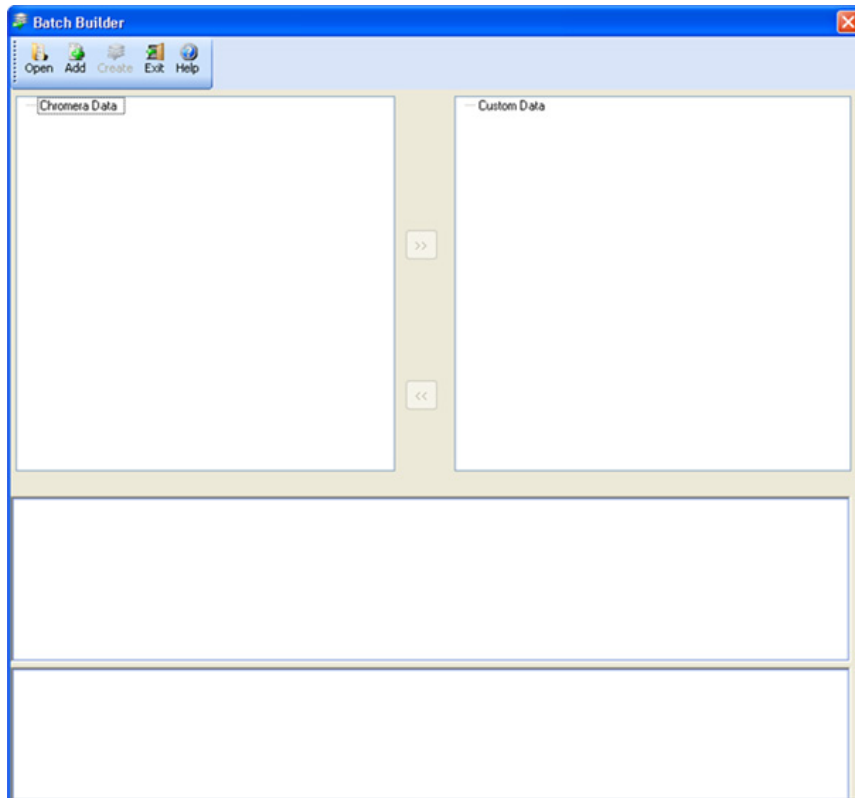 Batch Builder
Open Add Create Exit Help
Chromera Data
Custom Data
>>
<<